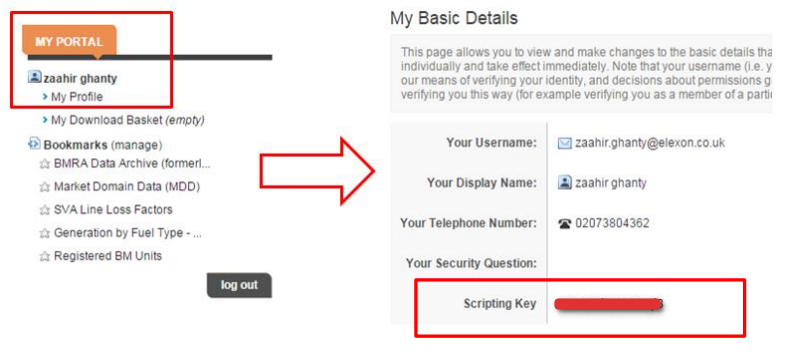 MY PORTAL
zaahir ghanty
My Profile
My Download Basket (empty)
Bookmarks (manage)
BMRA Data Archive (formerl...
Market Domain Data (MDD)
SVA Line Loss Factors
Generation by Fuel Type - ...
Registered BM Units
log out
My Basic Details
This page allows you to view and make changes to the basic details tha
individually and take effect immediately. Note that your username (i.e. y
our means of verifying your identity, and decisions about permissions g
verifying you this way (for example verifying you as a member of a parti
Your Username: zaahir.ghanty@elexon.co.uk
Your Display Name: zaahir ghanty
Your Telephone Number: 02073804362
Your Security Question:
Scripting Key